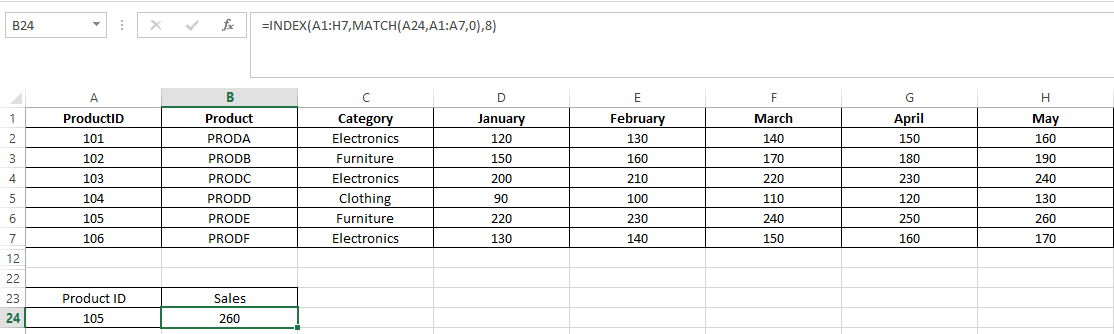 B24 fx =INDEX(A1:H7,MATCH(A24,A1:A7,0),8)
A B C D E F G H
1 ProductID Product Category January February March April May
2 101 PRODA Electronics 120 130 140 150 160
3 102 PRODB Furniture 150 160 170 180 190
4 103 PRODC Electronics 200 210 220 230 240
5 104 PRODD Clothing 90 100 110 120 130
6 105 PRODE Furniture 220 230 240 250 260
7 106 PRODF Electronics 130 140 150 160 170
12
22
23 Product ID Sales
24 105 260